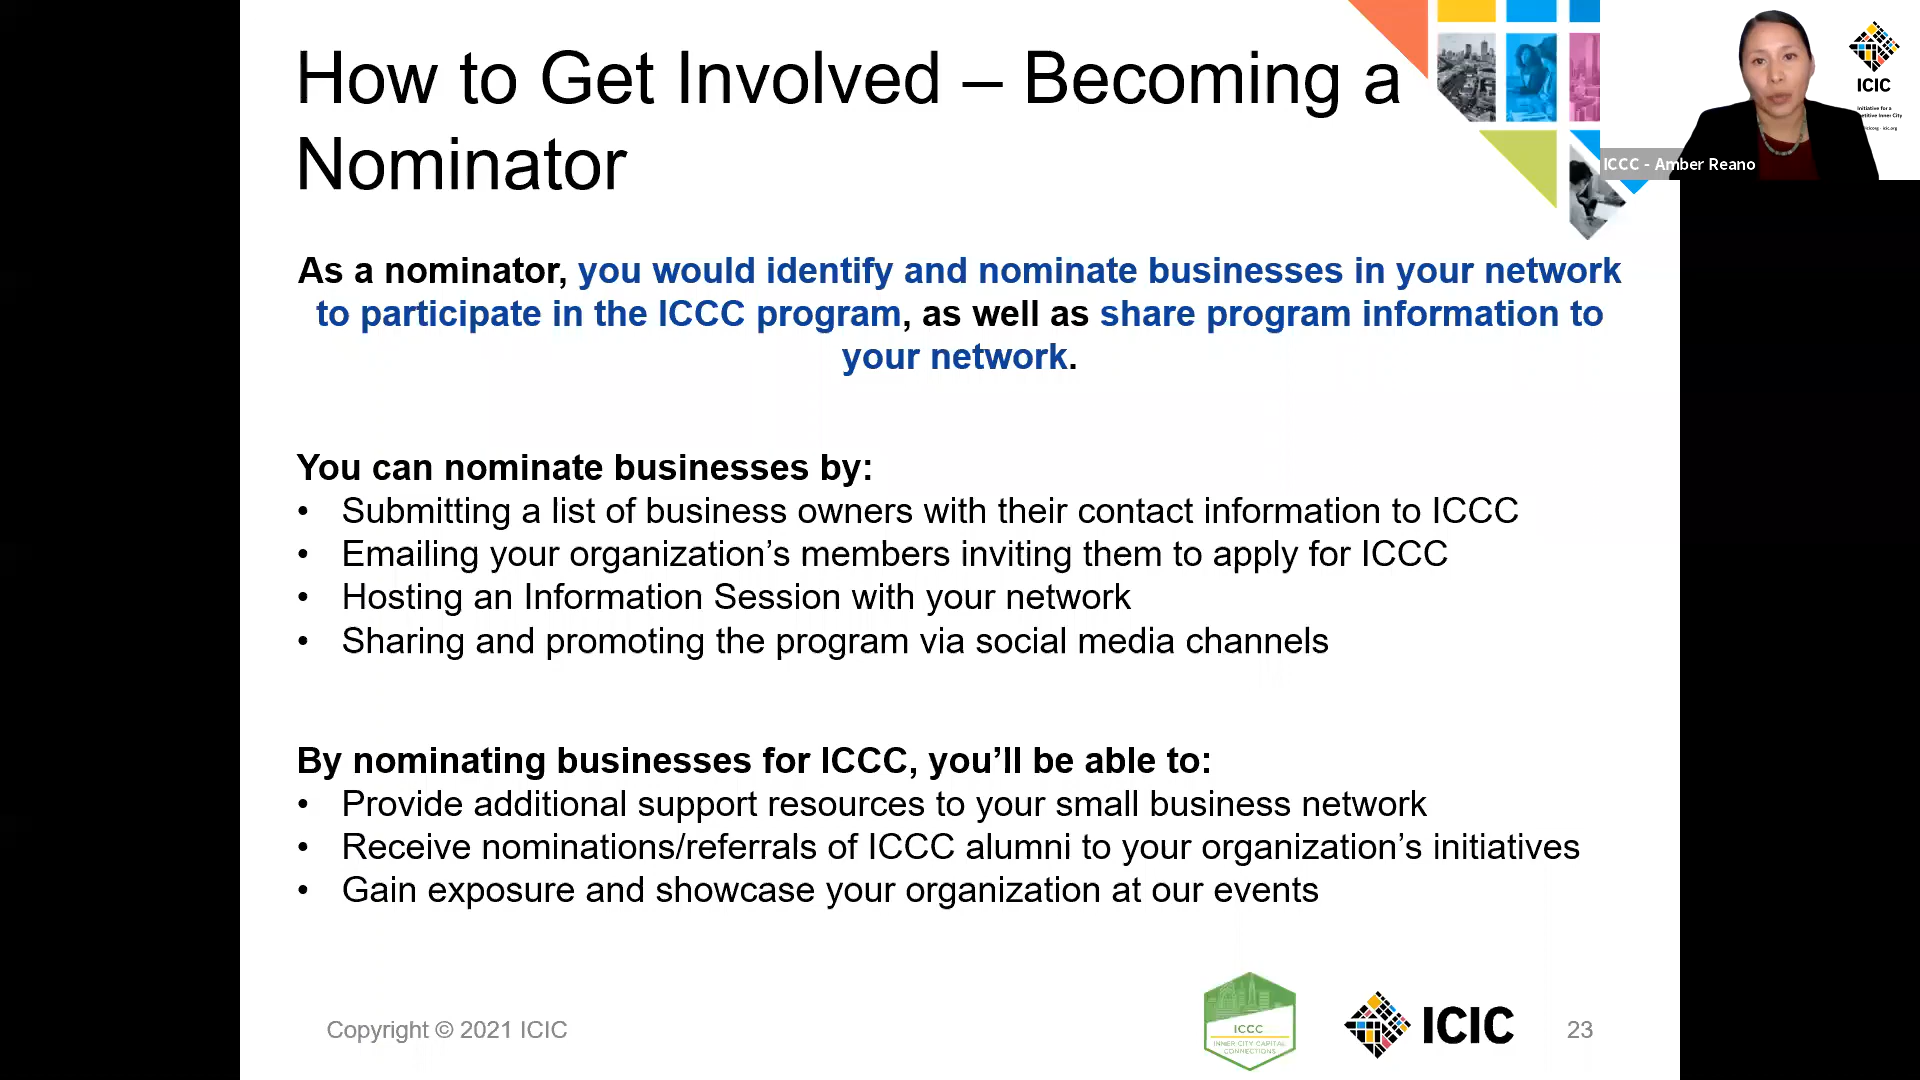 How to Get Involved – Becoming a
Nominator
ICIC
Initiative for a
etitive Inner City
ICCC - Amber Reano
As a nominator, you would identify and nominate businesses in your network
to participate in the ICCC program, as well as share program information to
your network.
You can nominate businesses by:
• Submitting a list of business owners with their contact information to ICCC
• Emailing your organization’s members inviting them to apply for ICCC
• Hosting an Information Session with your network
• Sharing and promoting the program via social media channels
By nominating businesses for ICCC, you’ll be able to:
• Provide additional support resources to your small business network
• Receive nominations/referrals of ICCC alumni to your organization’s initiatives
• Gain exposure and showcase your organization at our events
Copyright © 2021 ICIC
ICCC
INNER CITY CAPITAL
CONNECTIONS
ICIC
23